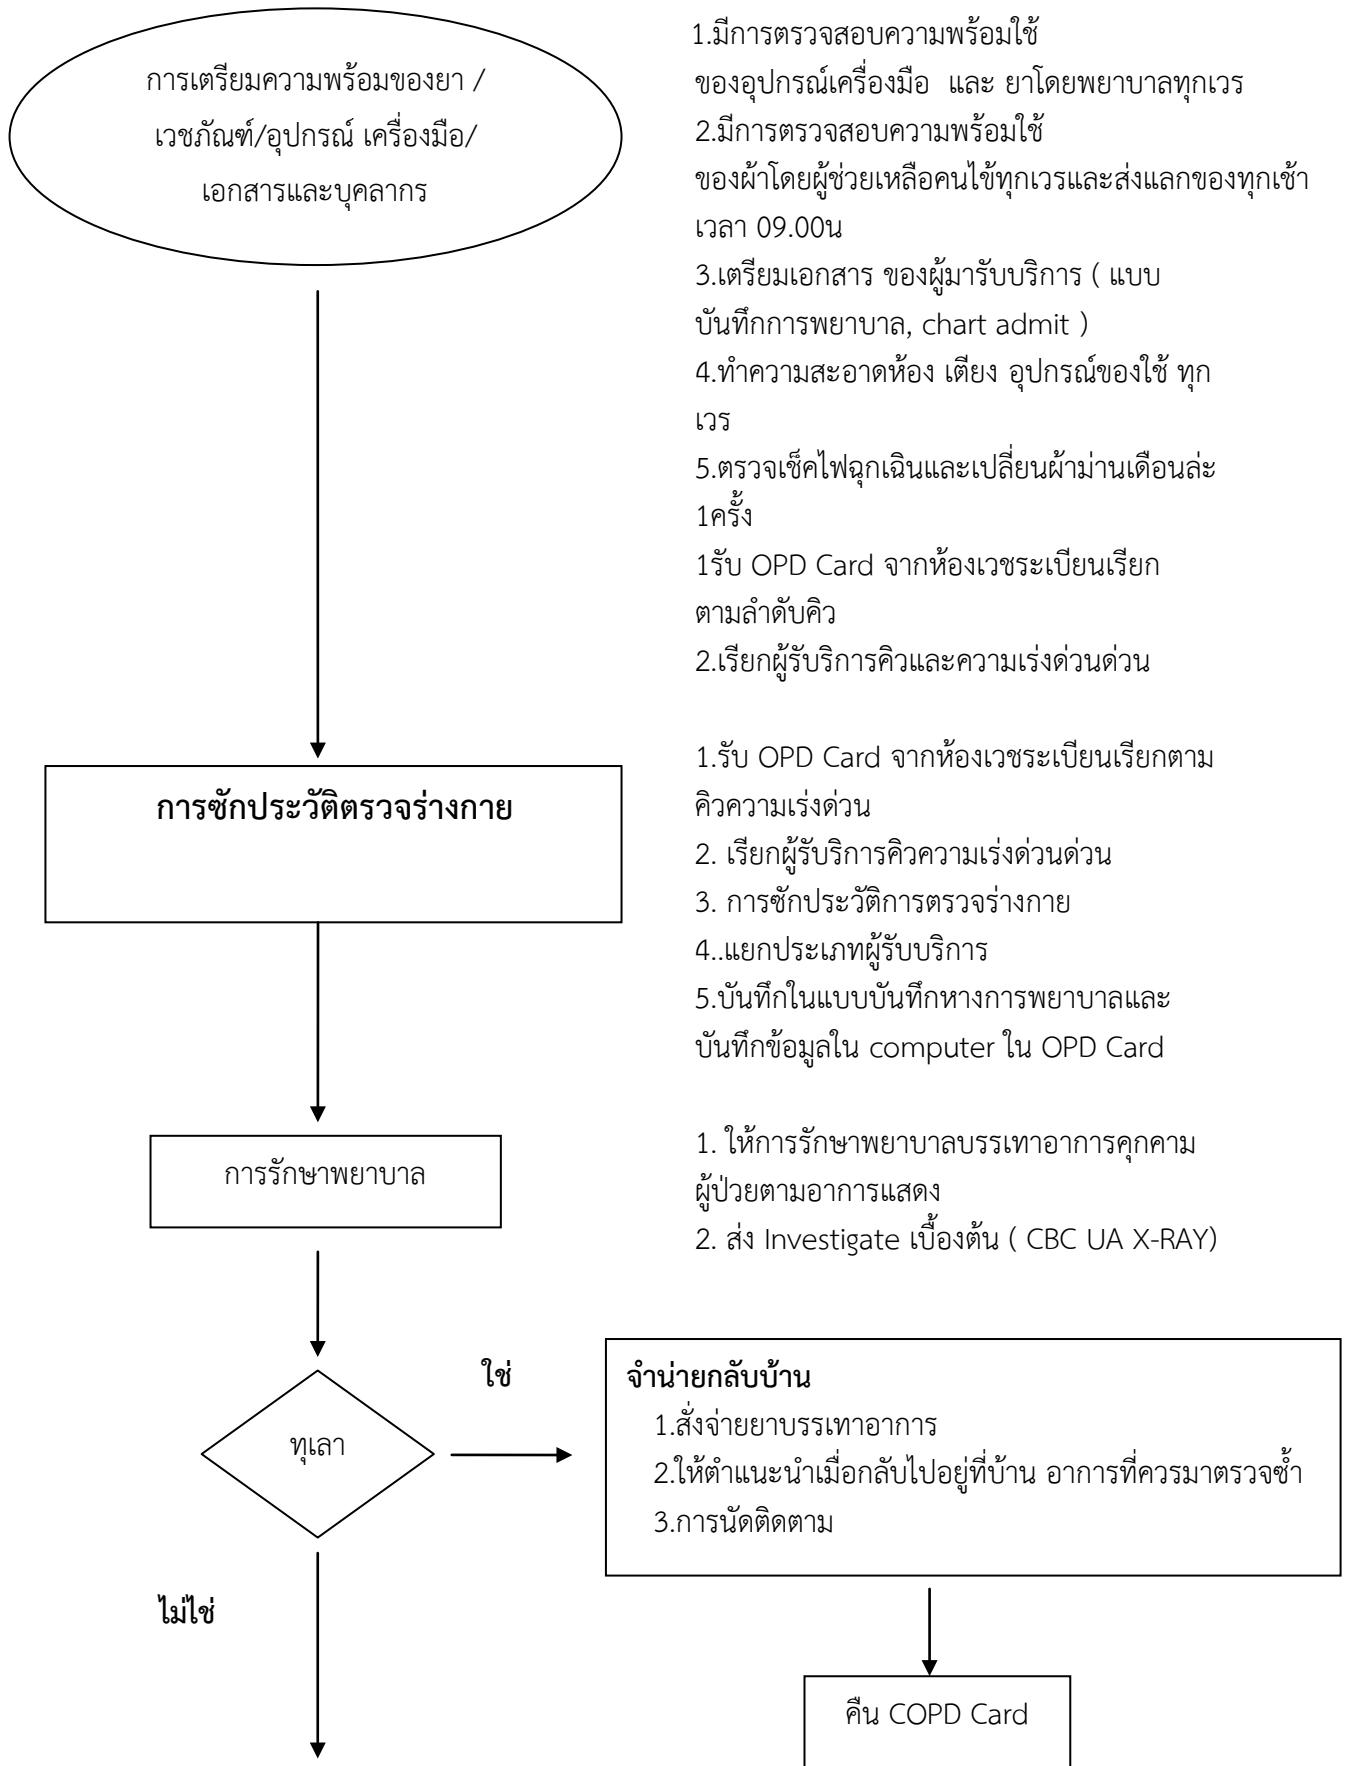 การเตรียมความพร้อมของยา /
เวชภัณฑ์/อุปกรณ์ เครื่องมือ/
เอกสารและบุคลากร
1.มีการตรวจสอบความพร้อมใช้
ของอุปกรณ์เครื่องมือ และ ยาโดยพยาบาลทุกเวร
2.มีการตรวจสอบความพร้อมใช้
ของผ้าโดยผู้ช่วยเหลือคนไข้ทุกเวรและส่งแลกของทุกเช้า
เวลา 09.00น
3.เตรียมเอกสาร ของผู้มารับบริการ ( แบบ
บันทึกการพยาบาล, chart admit )
4.ทำความสะอาดห้อง เตียง อุปกรณ์ของใช้ ทุก
เวร
5.ตรวจเช็คไฟฉุกเฉินและเปลี่ยนผ้าม่านเดือนล่ะ
1ครั้ง
1รับ OPD Card จากห้องเวชระเบียนเรียก
ตามลำดับคิว
2.เรียกผู้รับริการคิวและความเร่งด่วนด่วน
การซักประวัติตรวจร่างกาย
1.รับ OPD Card จากห้องเวชระเบียนเรียกตาม
คิวความเร่งด่วน
2. เรียกผู้รับริการคิวความเร่งด่วนด่วน
3. การซักประวัติการตรวจร่างกาย
4..แยกประเภทผู้รับบริการ
5.บันทึกในแบบบันทึกหางการพยาบาลและ
บันทึกข้อมูลใน computer ใน OPD Card
การรักษาพยาบาล
1. ให้การรักษาพยาบาลบรรเทาอาการคุกคาม
ผู้ป่วยตามอาการแสดง
2. ส่ง Investigate เบื้องต้น ( CBC UA X-RAY)
ทุเลา
ใช่
จำน่ายกลับบ้าน
1.สั่งจ่ายยาบรรเทาอาการ
2.ให้ตำแนะนำเมื่อกลับไปอยู่ที่บ้าน อาการที่ควรมาตรวจซ้ำ
3.การนัดติดตาม
ไม่ไช่
คืน COPD Card